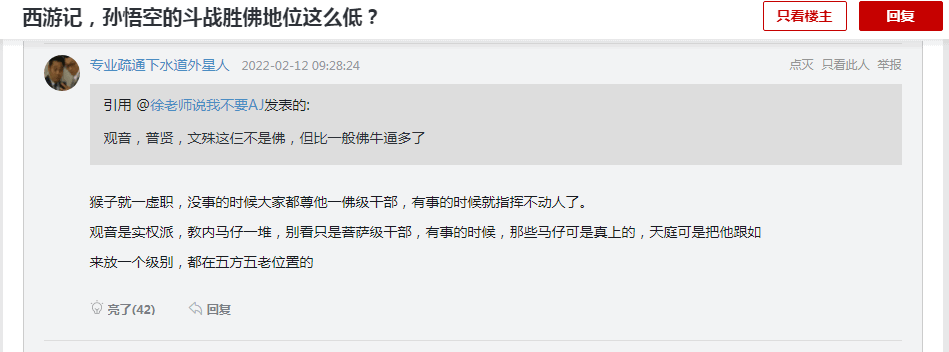 西游记，孙悟空的斗战胜佛地位这么低？
只看楼主
回复
专业疏通下水道外星人 2022-02-12 09:28:24
点灭 只看此人 举报
引用 @徐老师说我不要AJ发表的:
观音，普贤，文殊这仨不是佛，但比一般佛牛逼多了
猴子就一虚职，没事的时候大家都尊他一佛级干部，有事的时候就指挥不动人了。
观音是实权派，教内马仔一堆，别看只是菩萨级干部，有事的时候，那些马仔可是真上的，天庭可是把他跟如
来放一个级别，都在五方五老位置的
亮了(42) 回复